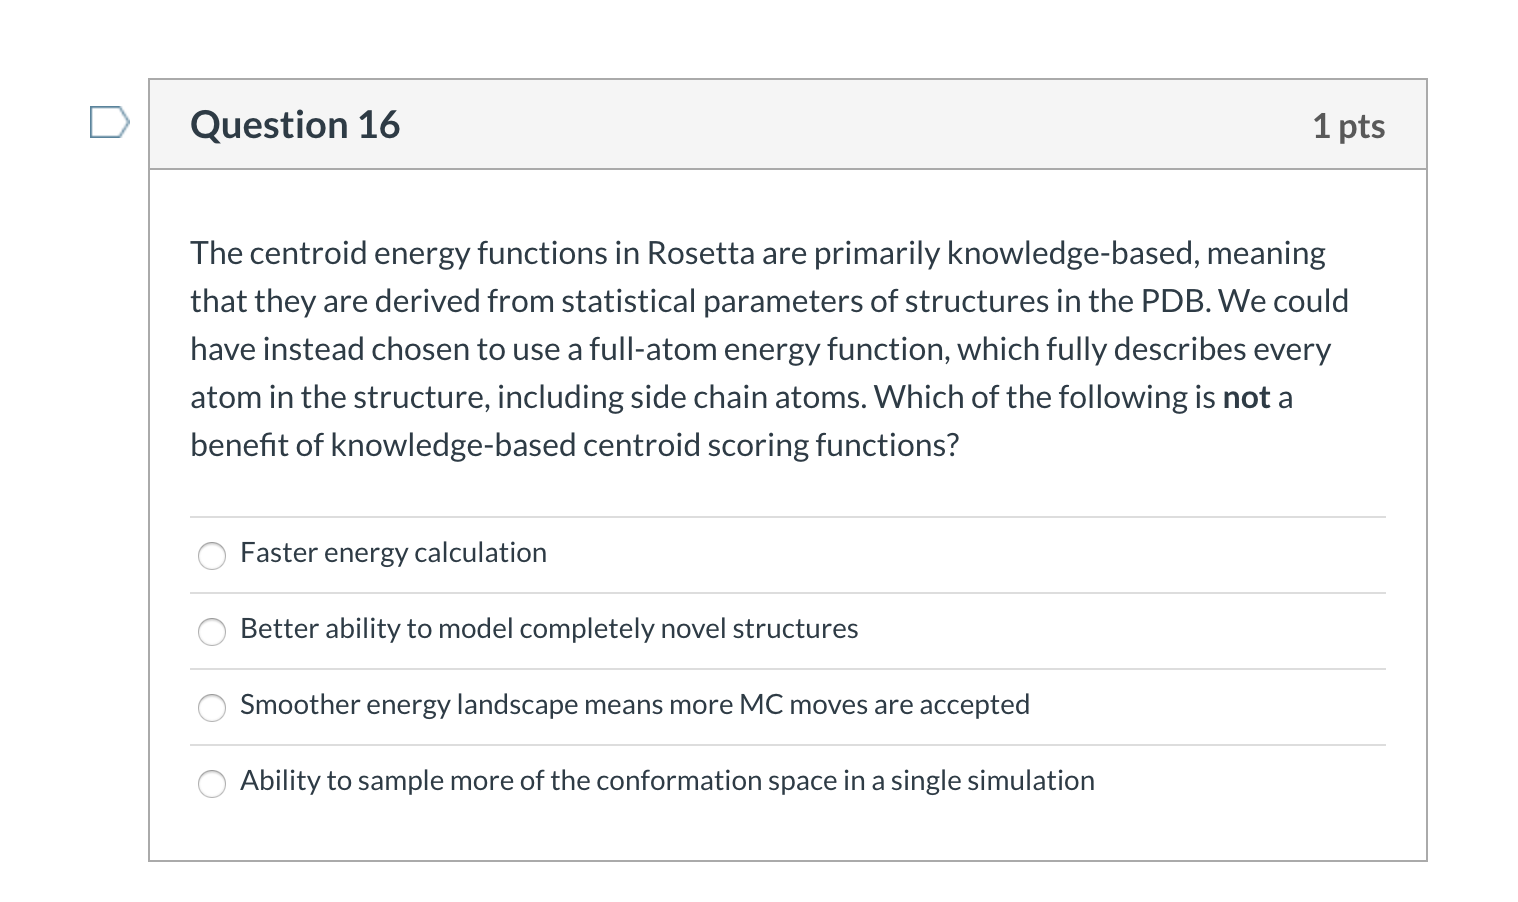 Question 16
1 pts
The centroid energy functions in Rosetta are primarily knowledge-based, meaning
that they are derived from statistical parameters of structures in the PDB. We could
have instead chosen to use a full-atom energy function, which fully describes every
atom in the structure, including side chain atoms. Which of the following is not a
benefit of knowledge-based centroid scoring functions?
Faster energy calculation
Better ability to model completely novel structures
Smoother energy landscape means more MC moves are accepted
Ability to sample more of the conformation space in a single simulation